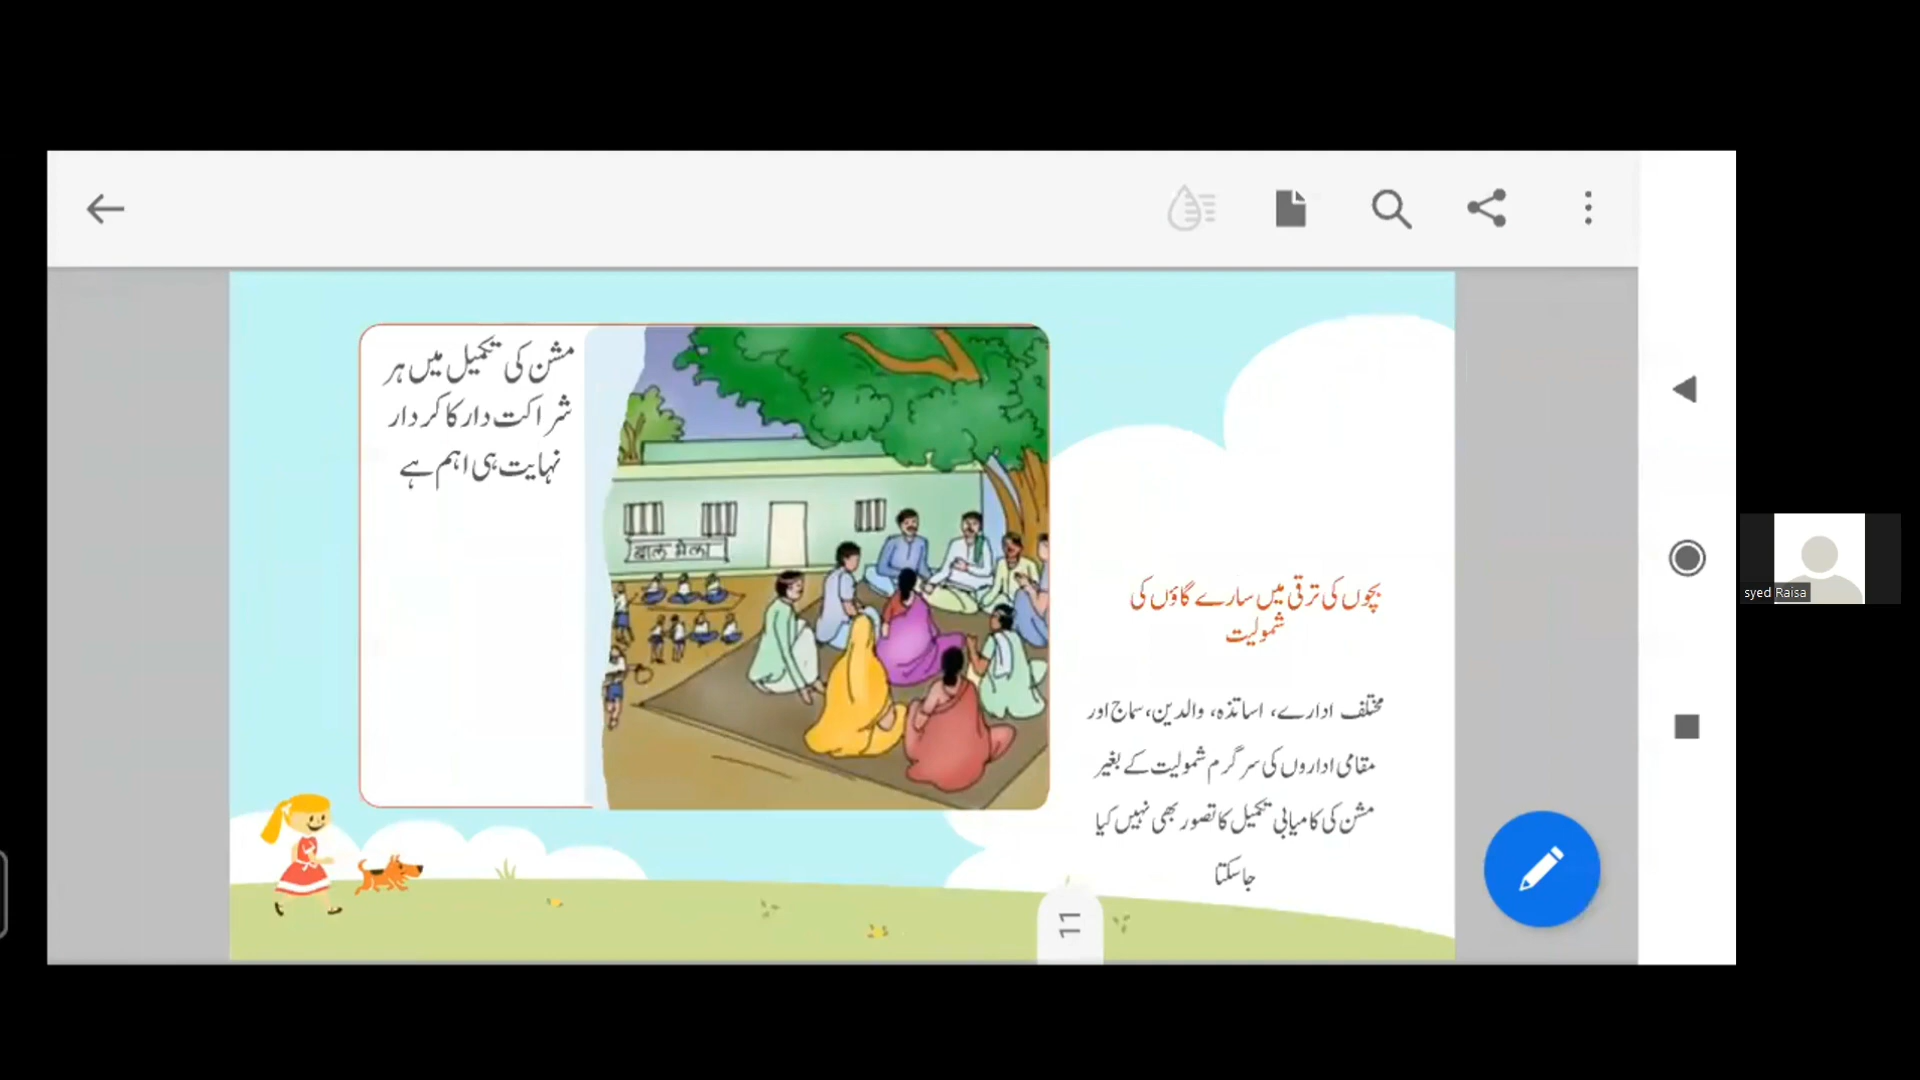 مشن کی تکمیل میں ہر
شراکت دار کا کردار
نہایت ہی اہم ہے
बाल मेला
بچوں کی ترقی میں سارے گاؤں کی
شمولیت
مختلف ادارے، اساتذہ، والدین، سماج اور
مقامی اداروں کی سرگرم شمولیت کے بغیر
مشن کی کامیابی تکمیل کا تصور بھی نہیں کیا
جاسکتا
11
syed Raisa